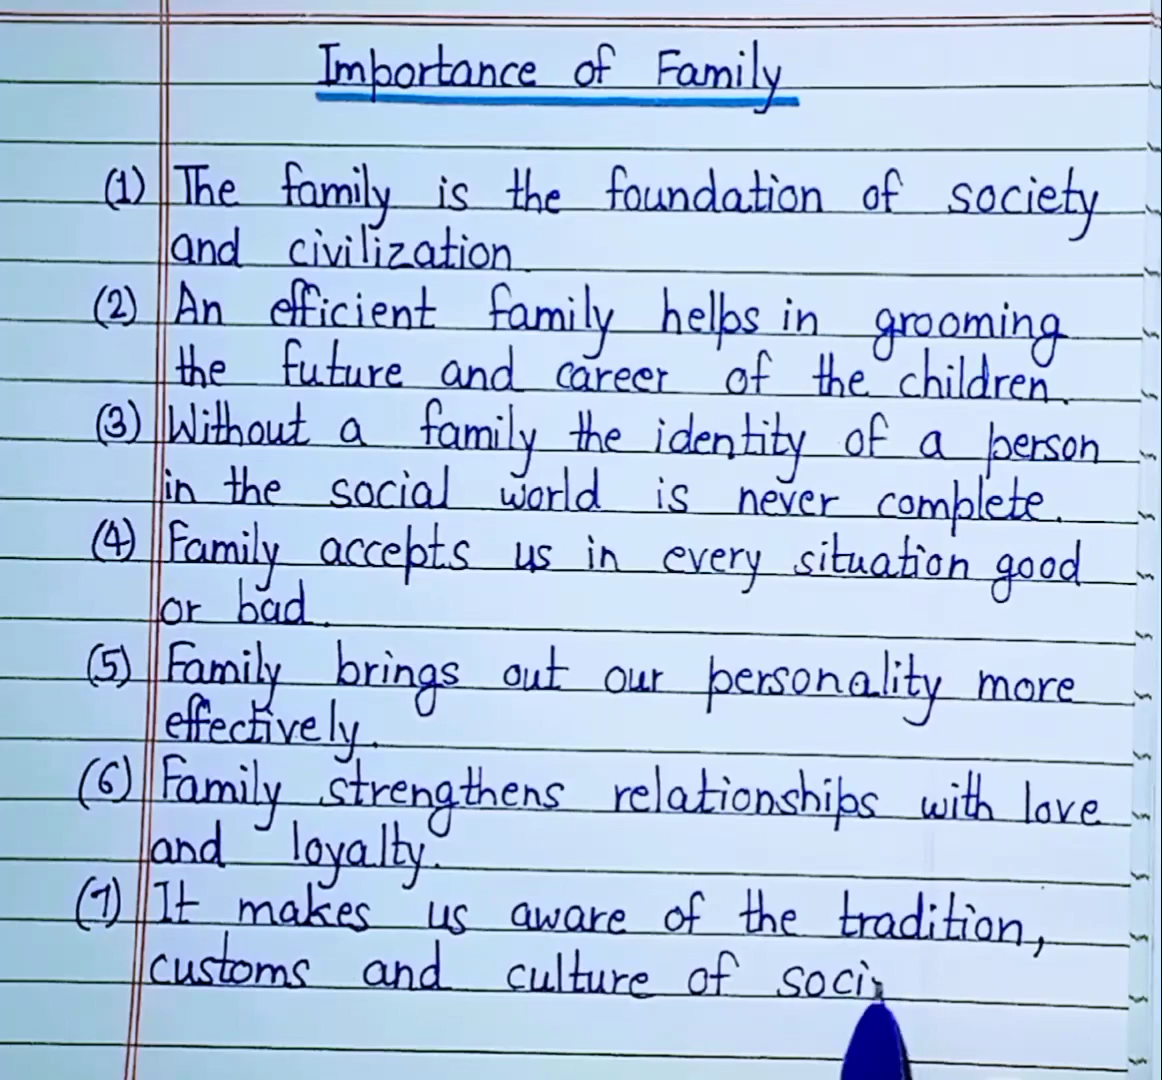 Importance of Family
(1) The family is the foundation of society
and civilization
(2) An efficient family helps in grooming
the future and career of the children.
(3) Without a family the identity of a person
in the social world is never complete.
(4) Family accepts us in every situation good
or bad.
(5) Family brings out our personality more
effectively.
(6) Family strengthens relationships with love
and loyalty.
(7) It makes us aware of the tradition,
customs and culture of soci